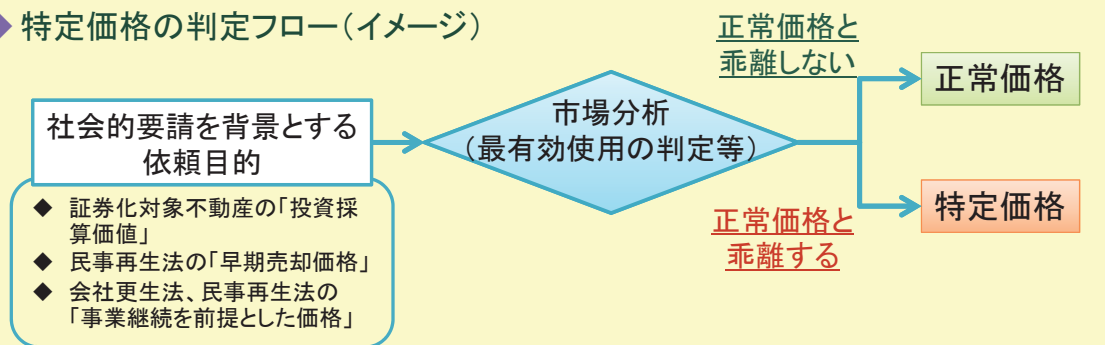 特定価格の判定フロー（イメージ）
社会的要請を背景とする
依頼目的
◆ 証券化対象不動産の「投資採
算価値」
◆ 民事再生法の「早期売却価格」
◆ 会社更生法、民事再生法の
「事業継続を前提とした価格」
市場分析
（最有効使用の判定等）
正常価格と
乖離しない
正常価格
正常価格と
乖離する
特定価格